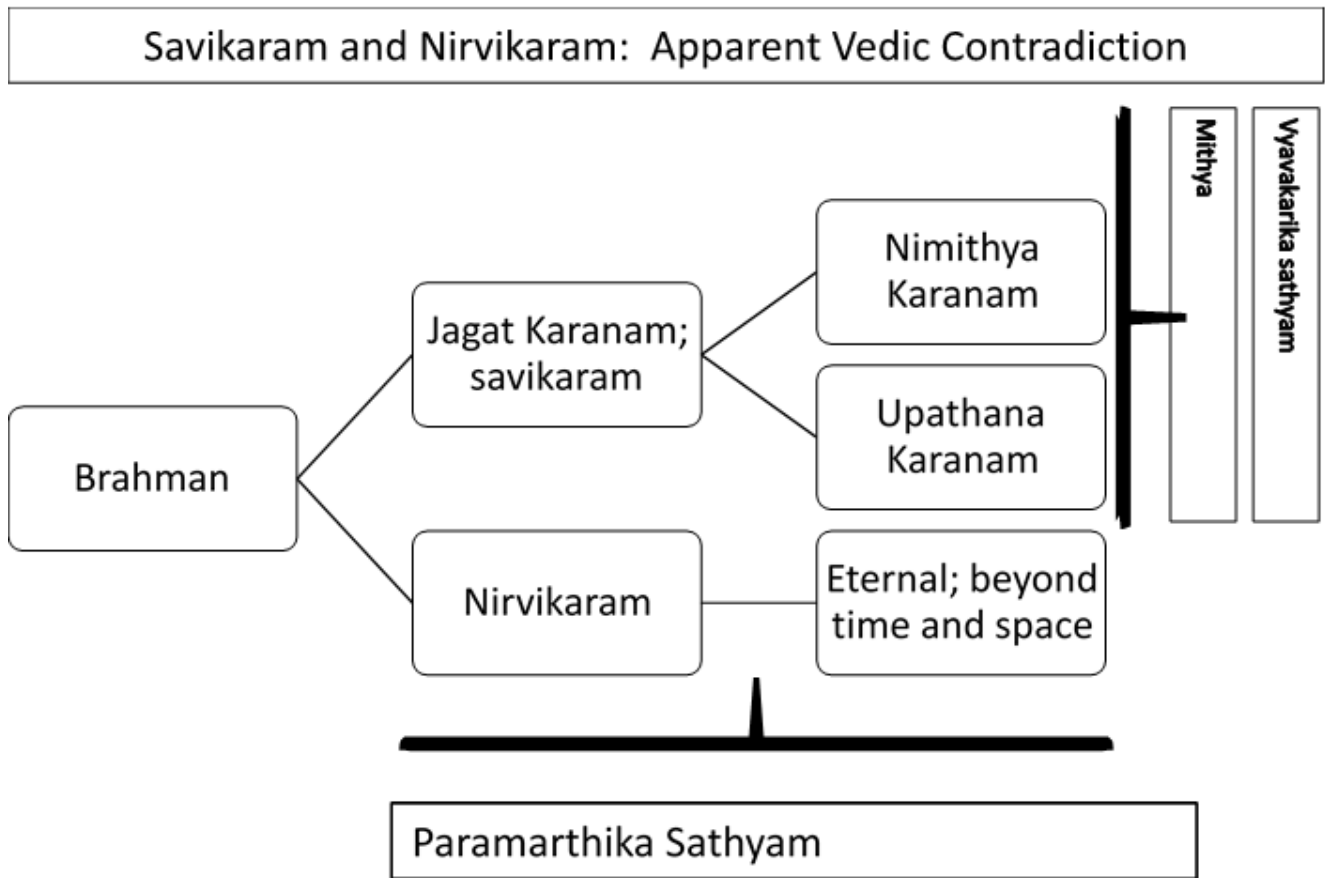 Savikaram and Nirvikaram:  Apparent Vedic Contradiction
Mithya
Vyavakarika sathyam
Nimithya
Karanam
Jagat Karanam;
savikaram
Upathana
Karanam
Brahman
Nirvikaram
Eternal; beyond
time and space
Paramarthika Sathyam